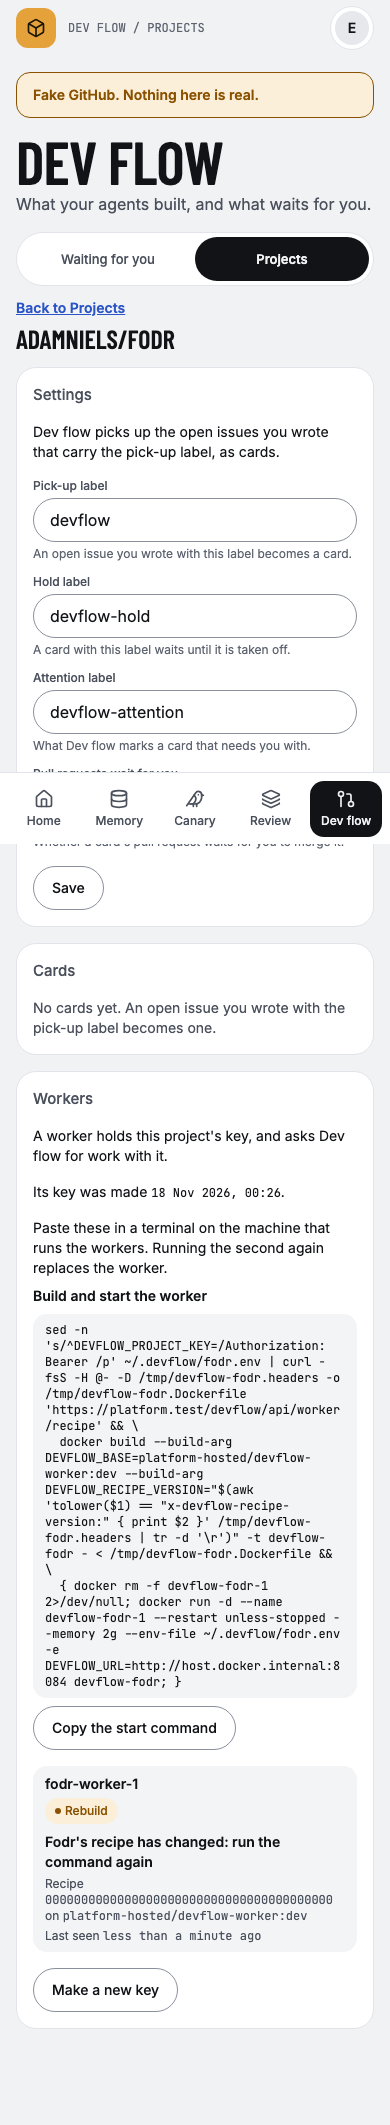 DEV FLOW / PROJECTS
E
Fake GitHub. Nothing here is real.
DEV FLOW
What your agents built, and what waits for you.
Waiting for you
Projects
Back to Projects
ADAMNIELS/FODR
Settings
Dev flow picks up the open issues you wrote
that carry the pick-up label, as cards.
Pick-up label
devflow
An open issue you wrote with this label becomes a card.
Hold label
devflow-hold
A card with this label waits until it is taken off.
Attention label
devflow-attention
What Dev flow marks a card that needs you with.
Home
Memory
Canary
Review
Dev flow
Save
Cards
No cards yet. An open issue you wrote with the
pick-up label becomes one.
Workers
A worker holds this project's key, and asks Dev
flow for work with it.
Its key was made 18 Nov 2026, 00:26.
Paste these in a terminal on the machine that
runs the workers. Running the second again
replaces the worker.
Build and start the worker
sed -n
's/^DEVFLOW_PROJECT_KEY=/Authorization:
Bearer /p' ~/.devflow/fodr.env | curl -
fsS -H @- -D /tmp/devflow-fodr.headers -o
/tmp/devflow-fodr.Dockerfile
'https://platform.test/devflow/api/worker
/recipe' && \
  docker build --build-arg
DEVFLOW_BASE=platform-hosted/devflow-
worker:dev --build-arg
DEVFLOW_RECIPE_VERSION="$(awk
'tolower($1) == "x-devflow-recipe-
version:" { print $2 }' /tmp/devflow-
fodr.headers | tr -d '\r')" -t devflow-
fodr - < /tmp/devflow-fodr.Dockerfile &&
\
  { docker rm -f devflow-fodr-1
2>/dev/null; docker run -d --name
devflow-fodr-1 --restart unless-stopped -
-memory 2g --env-file ~/.devflow/fodr.env
-e
DEVFLOW_URL=http://host.docker.internal:8
084 devflow-fodr; }
Copy the start command
fodr-worker-1
Rebuild
Fodr's recipe has changed: run the
command again
Recipe
0000000000000000000000000000000000000000
on platform-hosted/devflow-worker:dev
Last seen less than a minute ago
Make a new key